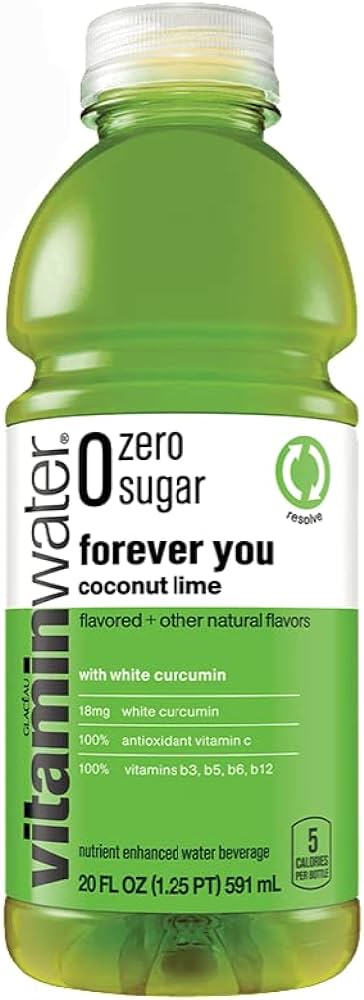 GLACÉAU
vitaminwater®
0 zero
sugar
resolve
forever you
coconut lime
flavored + other natural flavors
with white curcumin
18mg white curcumin
100% antioxidant vitamin c
100% vitamins b3, b5, b6, b12
nutrient enhanced water beverage
20 FL OZ (1.25 PT) 591 mL
5
CALORIES
PER BOTTLE